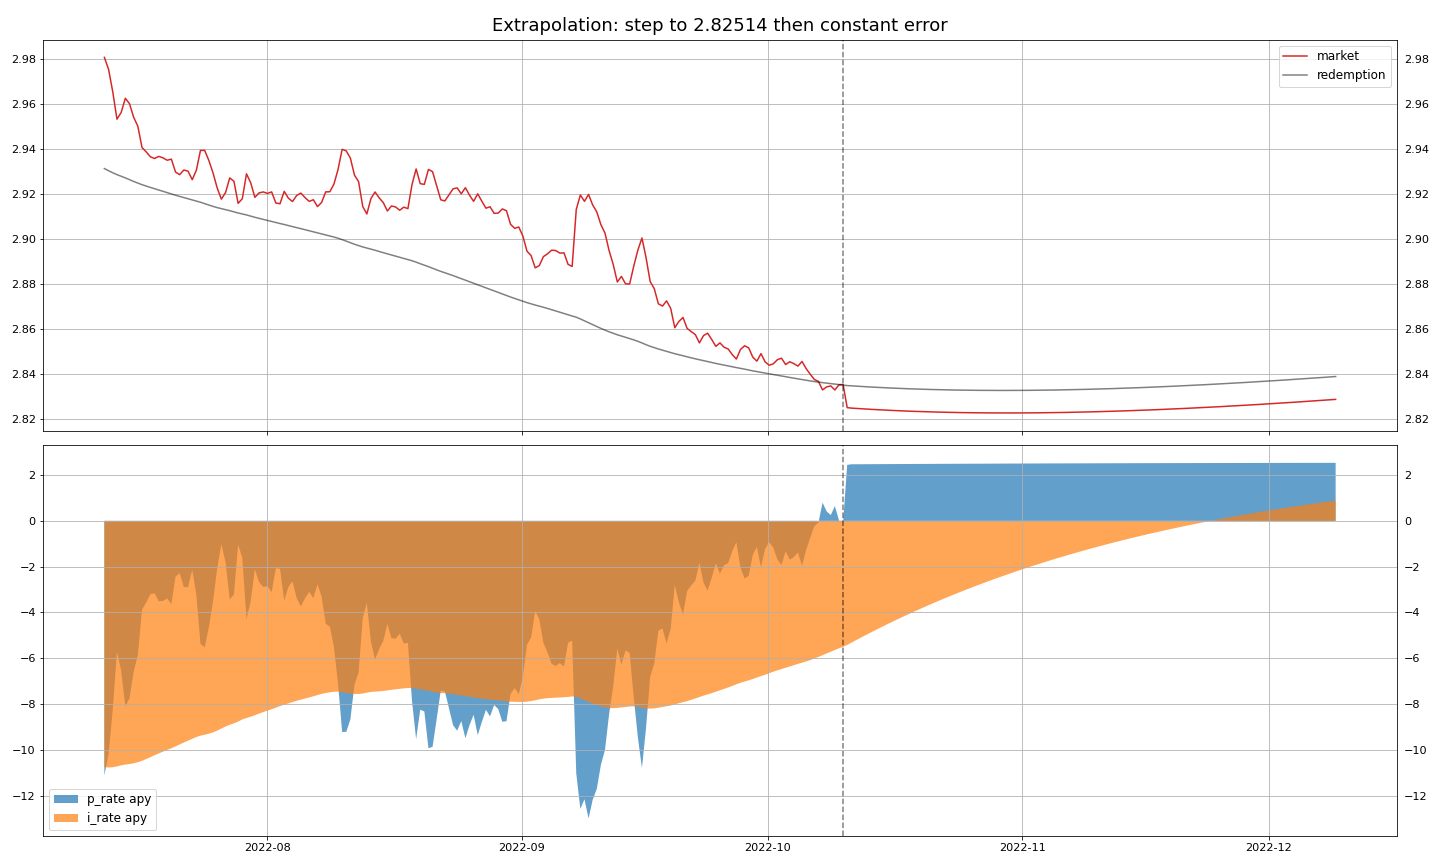 Extrapolation: step to 2.82514 then constant error
2.98 2.98
2.96 2.96
2.94 2.94
2.92 2.92
2.90 2.90
2.88 2.88
2.86 2.86
2.84 2.84
2.82 2.82
market
redemption
2 2
0 0
−2 −2
−4 −4
−6 −6
−8 −8
−10 −10
−12 −12
p_rate apy
i_rate apy
2022-08 2022-09 2022-10 2022-11 2022-12